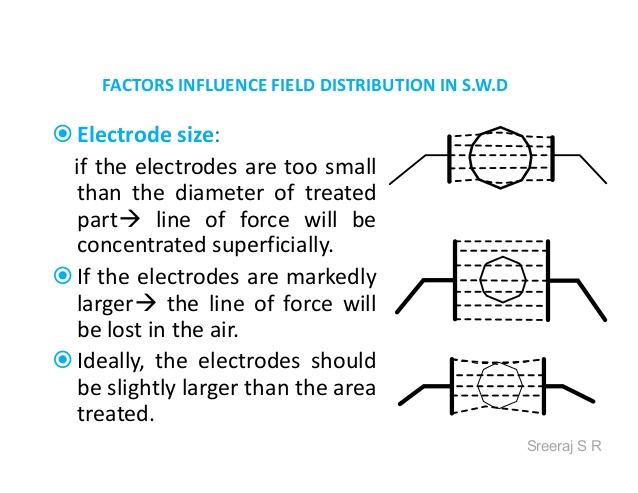 FACTORS INFLUENCE FIELD DISTRIBUTION IN S.W.D
Electrode size:
if the electrodes are too small
than the diameter of treated
part→ line of force will be
concentrated superficially.
If the electrodes are markedly
larger→ the line of force will
be lost in the air.
Ideally, the electrodes should
be slightly larger than the area
treated.
Sreeraj S R